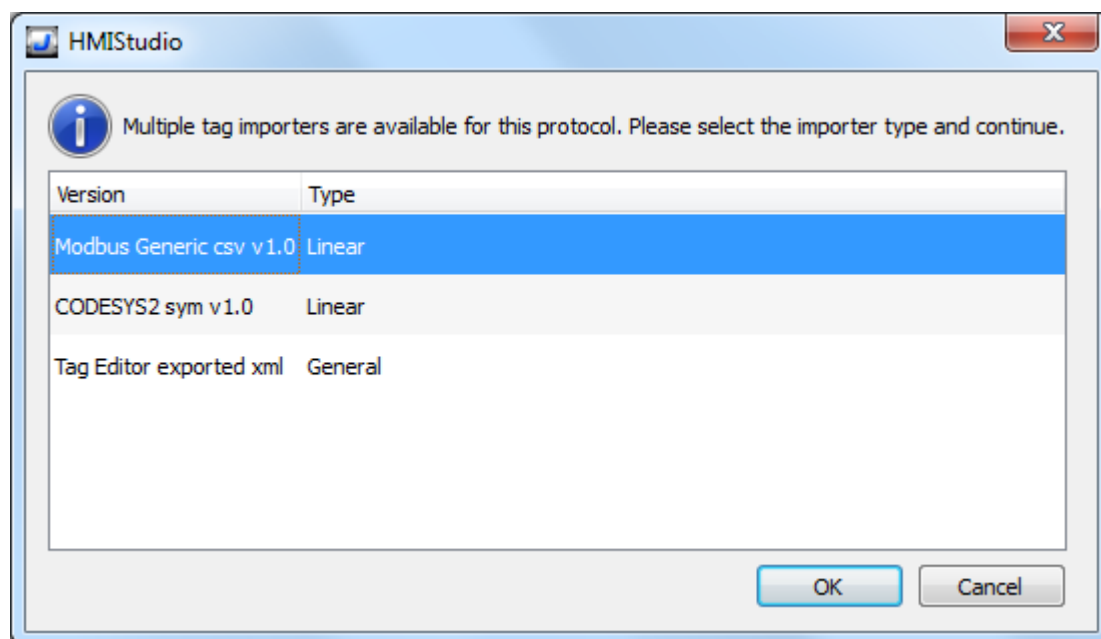 HMIStudio
Multiple tag importers are available for this protocol. Please select the importer type and continue.
Version Type
Modbus Generic csv v1.0 Linear
CODESYS2 sym v1.0 Linear
Tag Editor exported xml General
OK Cancel